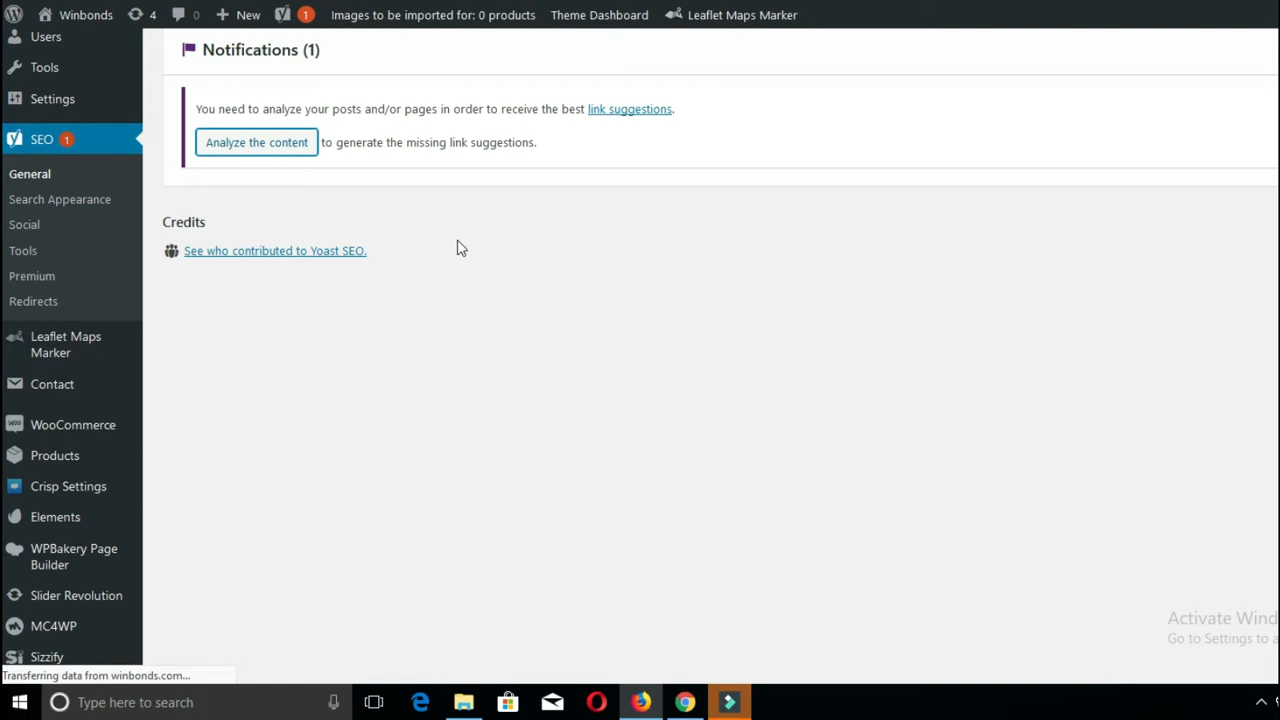 Winbonds 4 0 New 1 Images to be imported for: 0 products Theme Dashboard Leaflet Maps Marker
Users
Tools
Settings
SEO 1
General
Search Appearance
Social
Tools
Premium
Redirects
Leaflet Maps
Marker
Contact
WooCommerce
Products
Crisp Settings
Elements
WPBakery Page
Builder
Slider Revolution
MC4WP
Sizzify
Notifications (1)
You need to analyze your posts and/or pages in order to receive the best link suggestions.
Analyze the content to generate the missing link suggestions.
Credits
See who contributed to Yoast SEO.
Activate Wind
Go to Settings to a
Transferring data from winbonds.com...
Type here to search